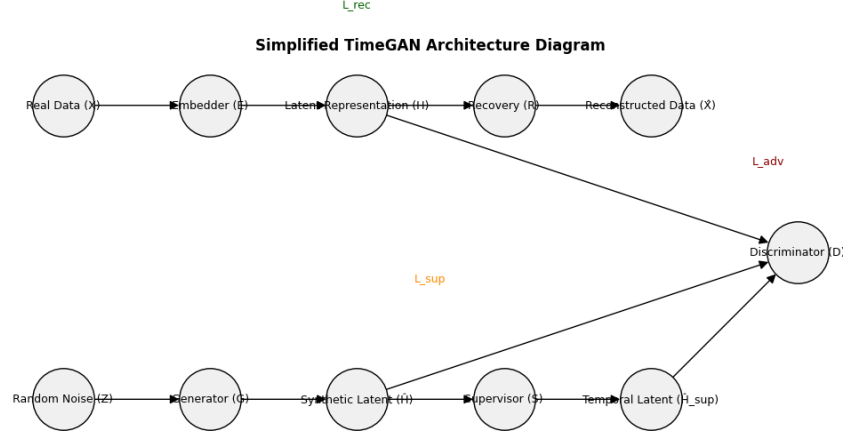 L_rec
Simplified TimeGAN Architecture Diagram
Real Data (X)
Embedder (E)
Latent Representation (H)
Recovery (R)
Reconstructed Data (X̂)
L_adv
Discriminator (D)
L_sup
Random Noise (Z)
Generator (G)
Synthetic Latent (Ĥ)
Supervisor (S)
Temporal Latent (Ĥ_sup)